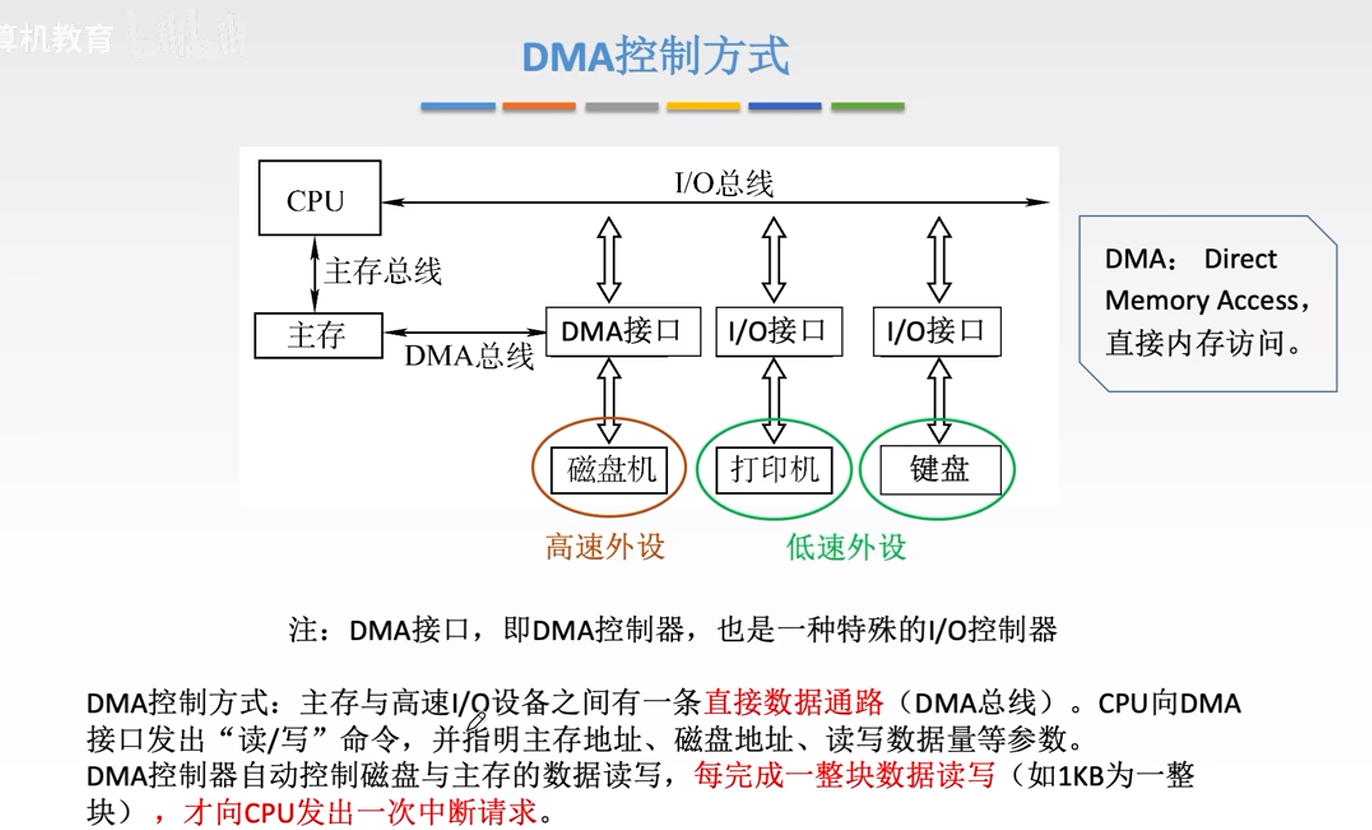 算机教育
DMA控制方式
CPU
I/O总线
主存总线
主存
DMA总线
DMA接口
I/O接口
I/O接口
磁盘机
打印机
键盘
高速外设
低速外设
DMA： Direct
Memory Access，
直接内存访问。
注：DMA接口，即DMA控制器，也是一种特殊的I/O控制器
DMA控制方式：主存与高速I/O设备之间有一条直接数据通路（DMA总线）。CPU向DMA
接口发出“读/写”命令，并指明主存地址、磁盘地址、读写数据量等参数。
DMA控制器自动控制磁盘与主存的数据读写，每完成一整块数据读写（如1KB为一整
块），才向CPU发出一次中断请求。